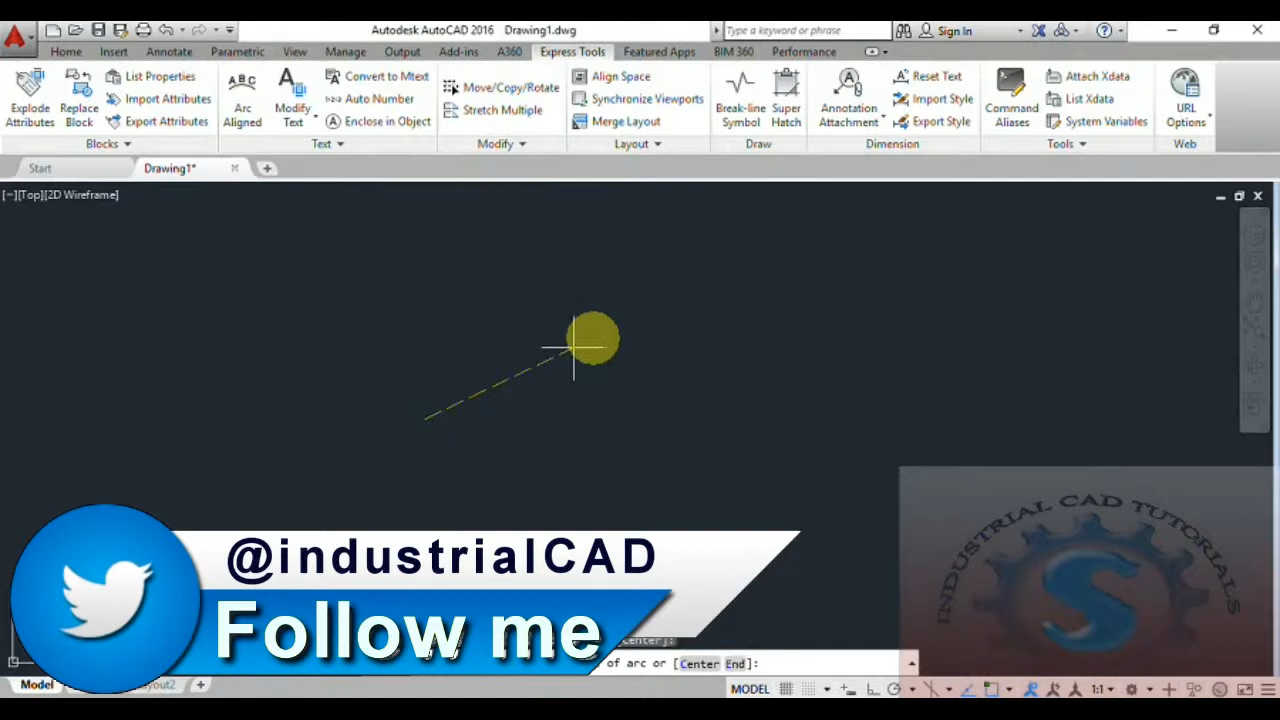 Autodesk AutoCAD 2016 Drawing1.dwg
Type a keyword or phrase
Sign In
Home Insert Annotate Parametric View Manage Output Add-ins A360 Express Tools Featured Apps BIM 360 Performance
Explode Attributes
Replace Block
List Properties
Import Attributes
Export Attributes
Arc Aligned
Modify Text
Convert to Mtext
Auto Number
Enclose in Object
Move/Copy/Rotate
Stretch Multiple
Align Space
Synchronize Viewports
Merge Layout
Break-line Symbol
Super Hatch
Annotation Attachment
Reset Text
Import Style
Export Style
Command Aliases
Attach Xdata
List Xdata
System Variables
URL Options
Blocks Text Modify Layout Draw Dimension Tools Web
Start Drawing1*
[−][Top][2D Wireframe]
INDUSTRIAL CAD TUTORIALS
S
@industrialCAD
Follow me
Center]:
of arc or [Center End]:
Model
MODEL 1:1